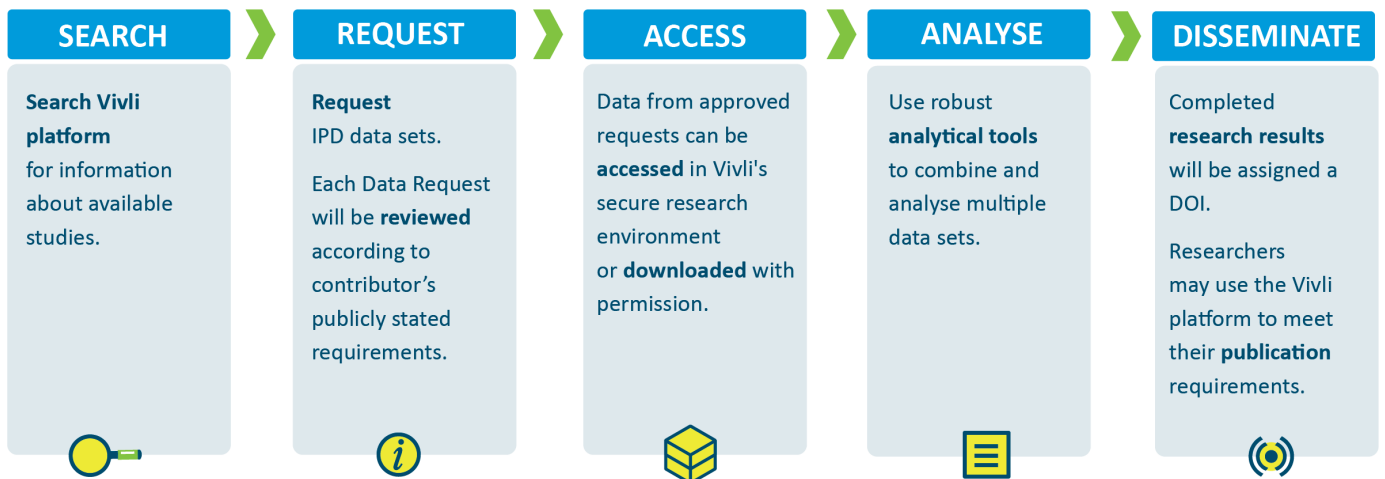 SEARCH
Search Vivli
platform
for information
about available
studies.
REQUEST
Request
IPD data sets.
Each Data Request
will be reviewed
according to
contributor’s
publicly stated
requirements.
ACCESS
Data from approved
requests can be
accessed in Vivli's
secure research
environment
or downloaded with
permission.
ANALYSE
Use robust
analytical tools
to combine and
analyse multiple
data sets.
DISSEMINATE
Completed
research results
will be assigned a
DOI.
Researchers
may use the Vivli
platform to meet
their publication
requirements.
i